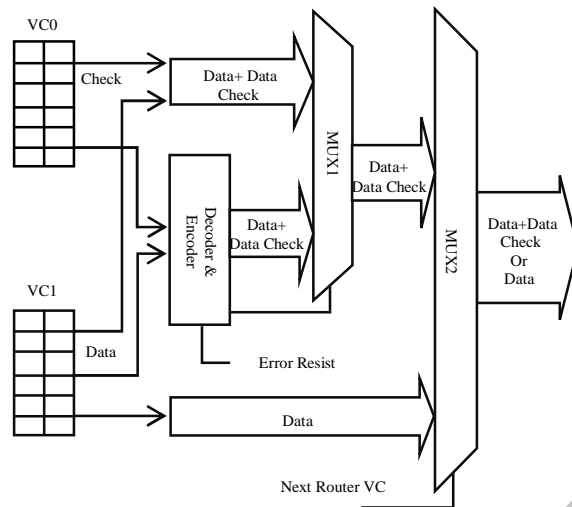 VC0
Check
Data+ Data
Check
MUX1
Data+
Data Check
Decoder &
Encoder
Data+
Data Check
MUX2
Data+Data
Check
Or
Data
VC1
Data
Error Resist
Data
Next Router VC